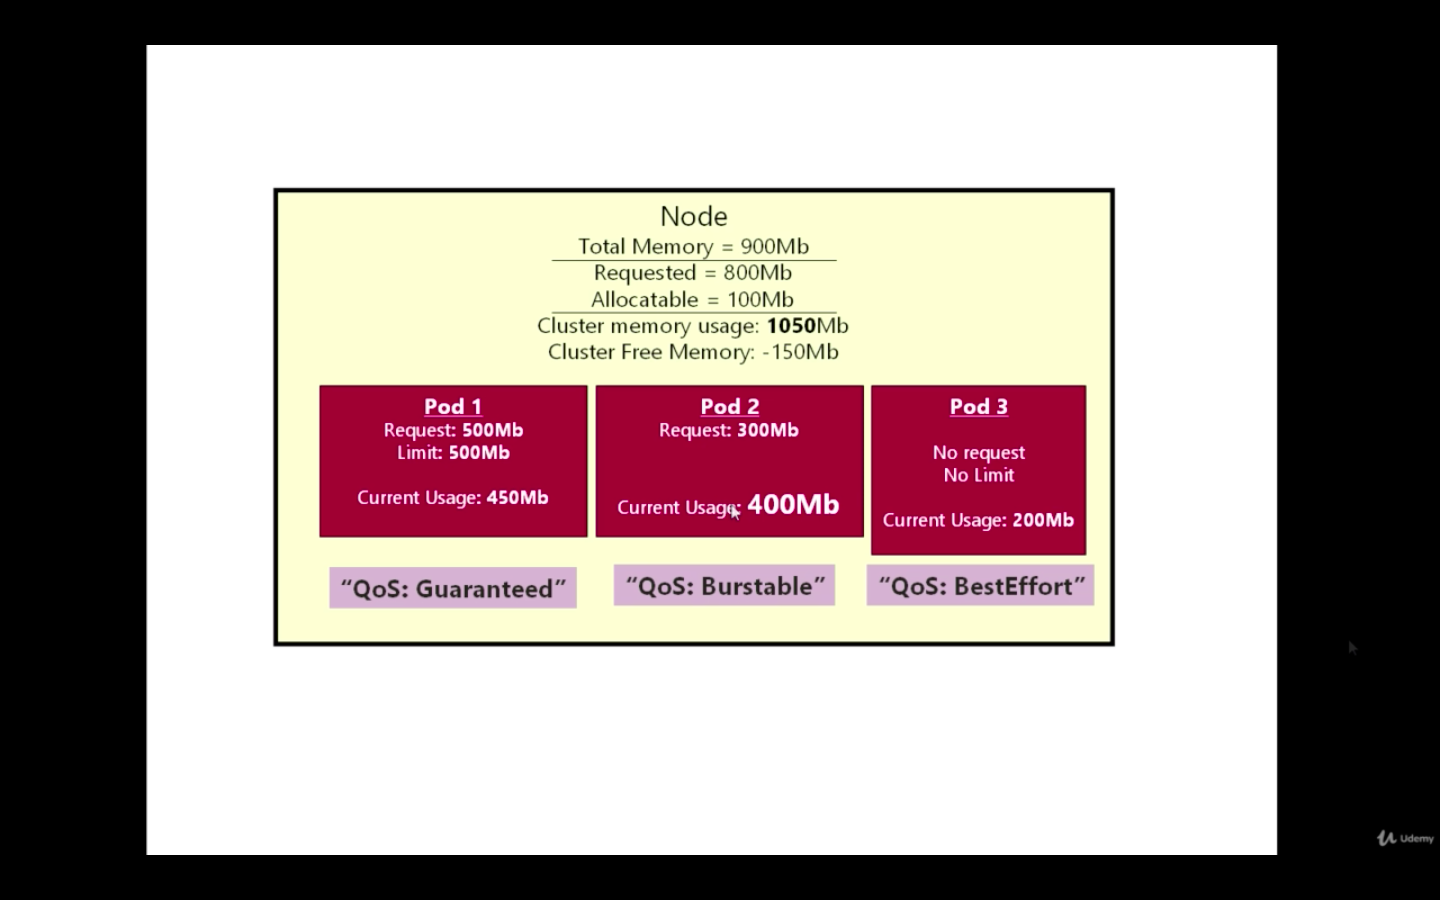 Node
Total Memory = 900Mb
Requested = 800Mb
Allocatable = 100Mb
Cluster memory usage: 1050Mb
Cluster Free Memory: -150Mb
Pod 1
Request: 500Mb
Limit: 500Mb
Current Usage: 450Mb
Pod 2
Request: 300Mb
Current Usage: 400Mb
Pod 3
No request
No Limit
Current Usage: 200Mb
“QoS: Guaranteed”
“QoS: Burstable”
“QoS: BestEffort”
Udemy